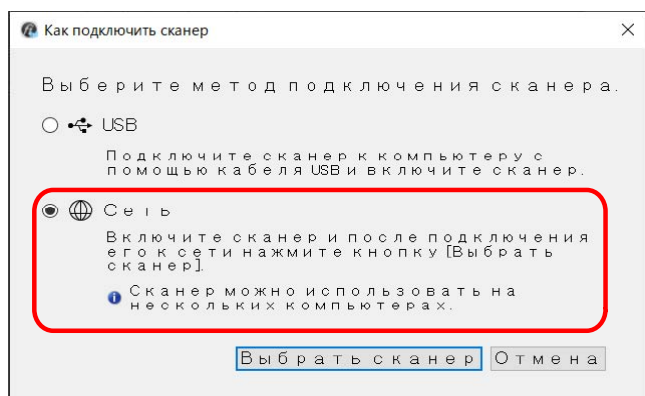 Как подключить сканер
Выберите метод подключения сканера.
USB
Подключите сканер к компьютеру с
помощью кабеля USB и включите сканер.
Сеть
Включите сканер и после подключения
его к сети нажмите кнопку [Выбрать
сканер].
Сканер можно использовать на
нескольких компьютерах.
Выбрать сканер Отмена